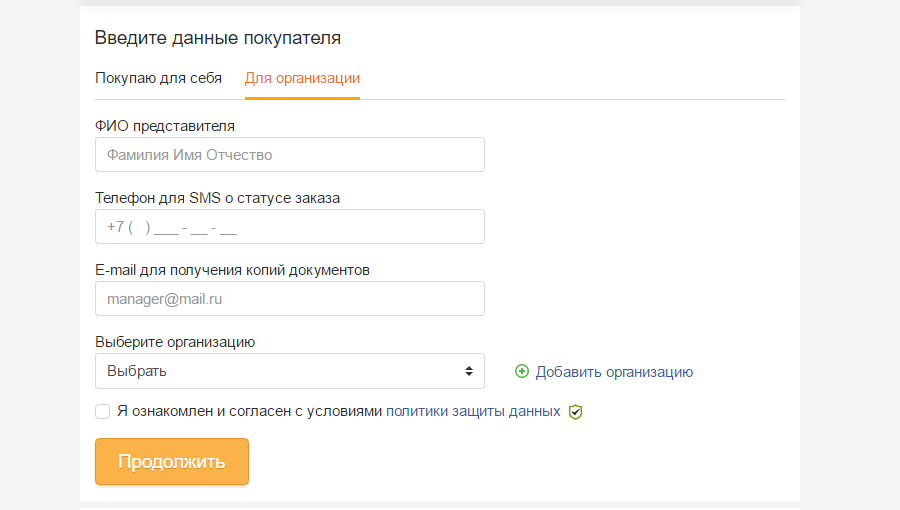 Введите данные покупателя
Покупаю для себя Для организации
ФИО представителя
Фамилия Имя Отчество
Телефон для SMS о статусе заказа
+7 (   ) ___ - __ - __
E-mail для получения копий документов
manager@mail.ru
Выберите организацию
Выбрать
Добавить организацию
Я ознакомлен и согласен с условиями политики защиты данных
Продолжить